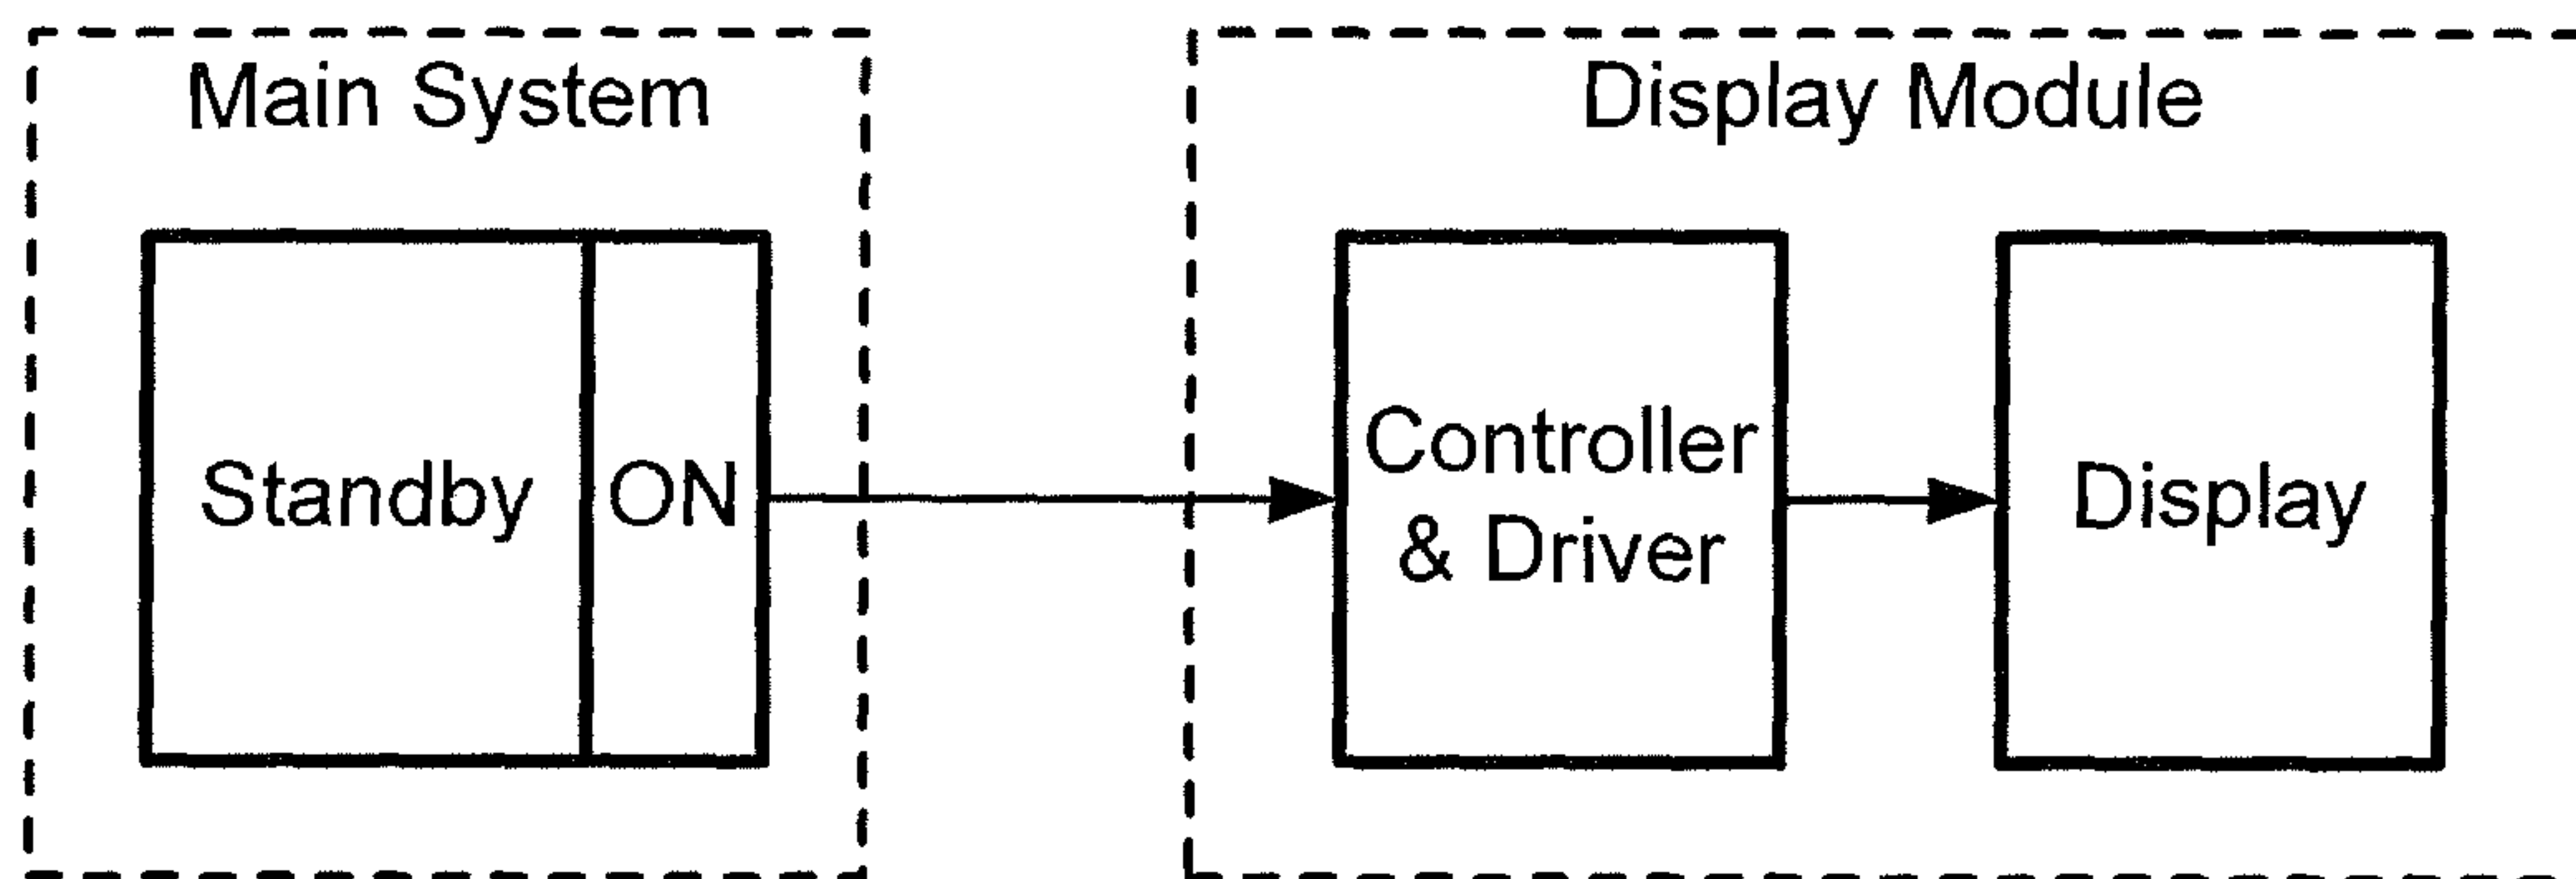 Main System
Display Module
Standby
ON
Controller
& Driver
Display